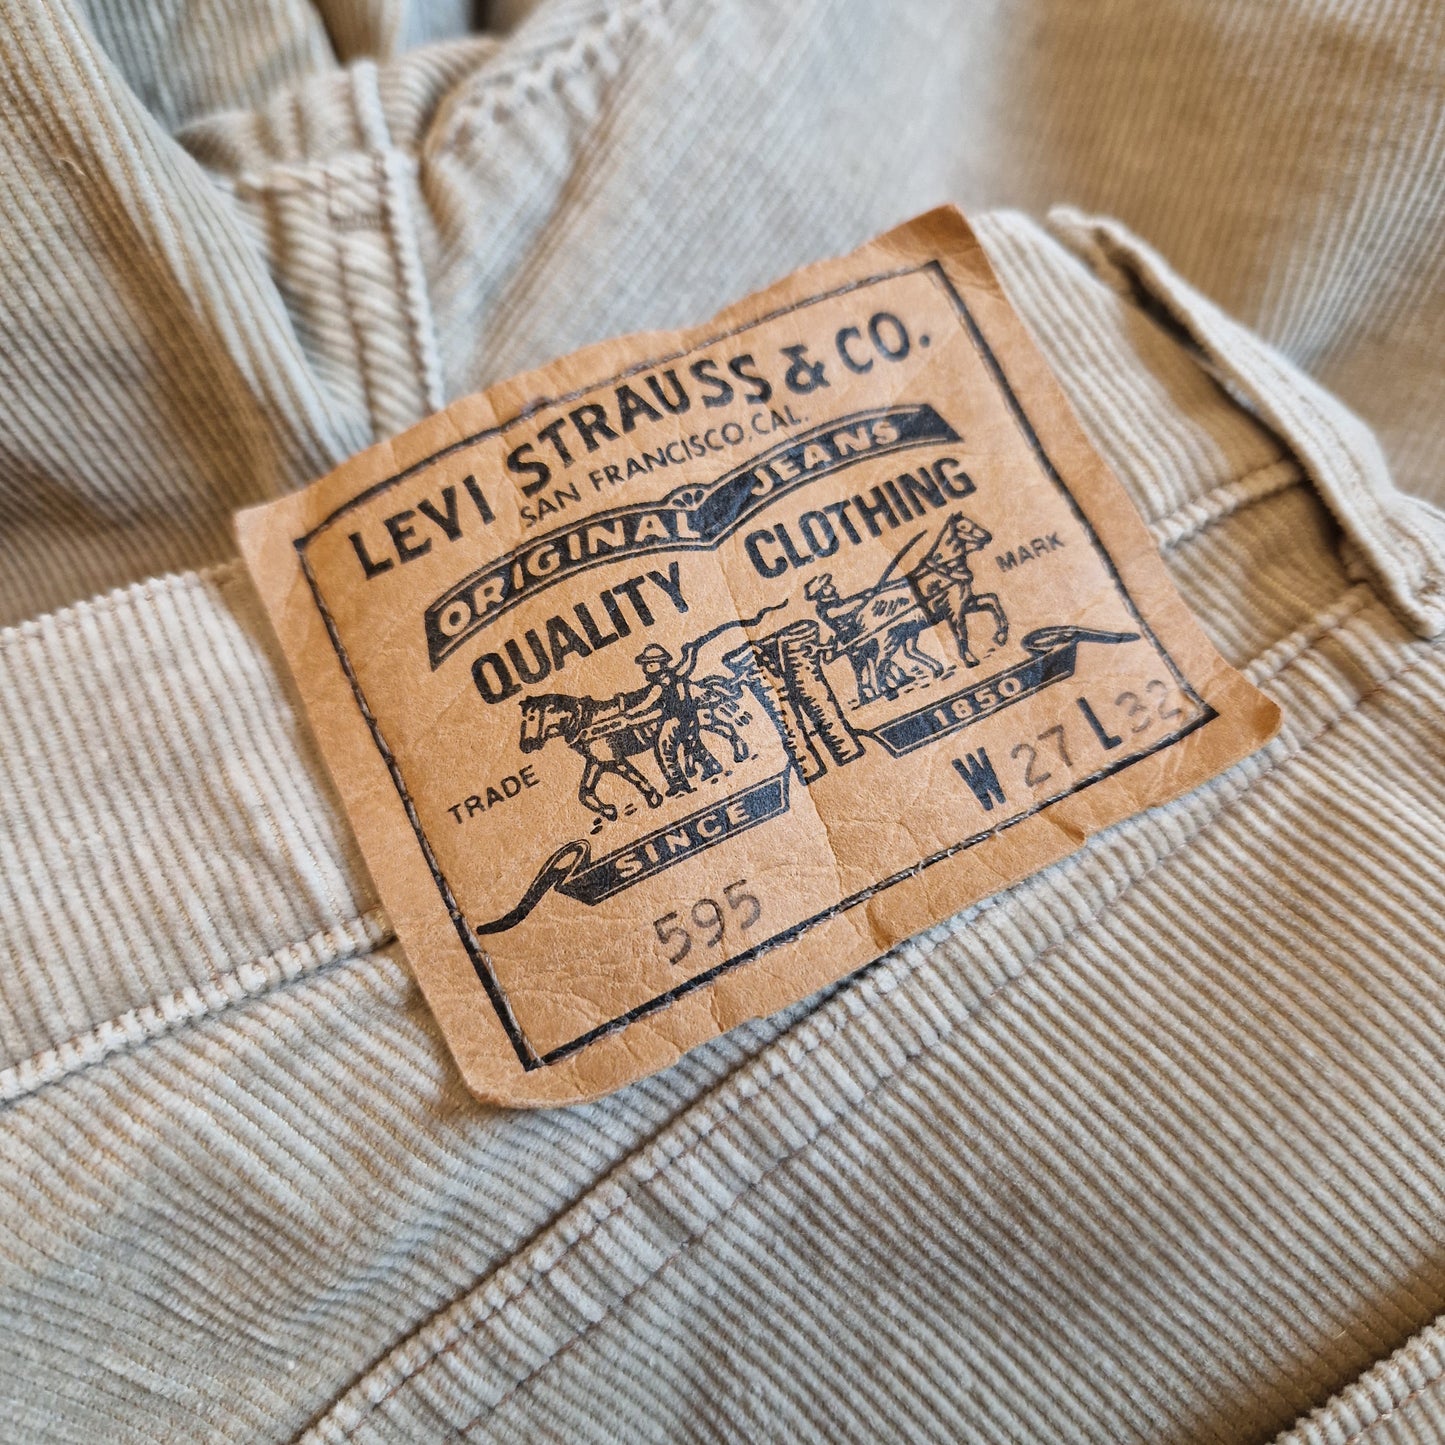 LEVI STRAUSS & CO.
SAN FRANCISCO, CAL.
ORIGINAL JEANS
QUALITY CLOTHING
TRADE MARK
SINCE 1850
W 27 L 32
595